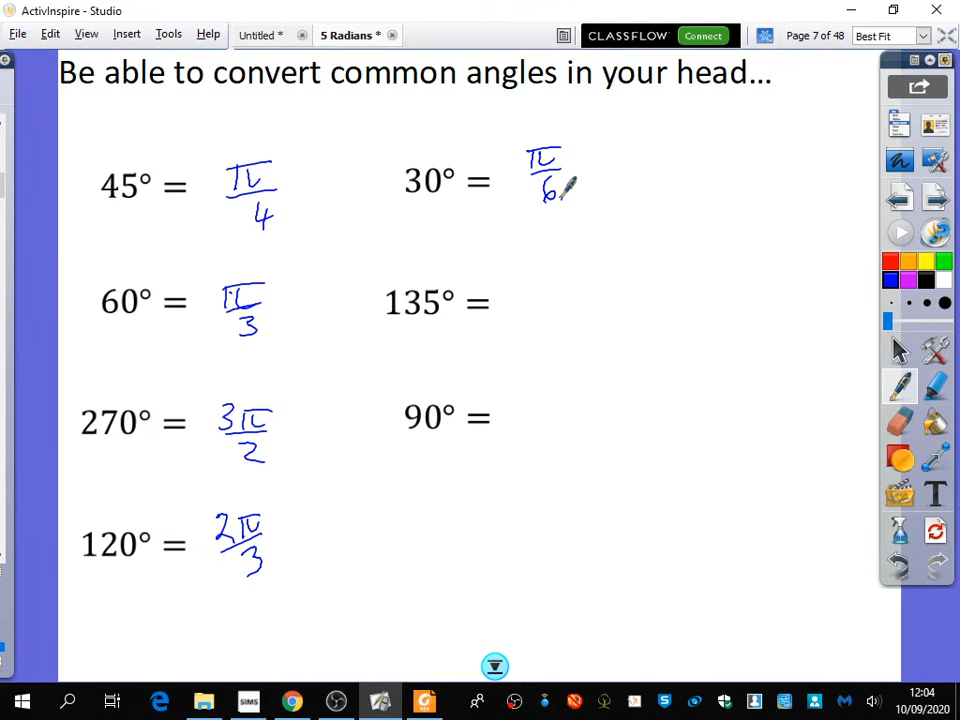 ActivInspire - Studio
File Edit View Insert Tools Help Untitled * 5 Radians * CLASSFLOW Connect Page 7 of 48 Best Fit
Be able to convert common angles in your head...
45° = π/4 30° = π/6
60° = π/3 135° =
270° = 3π/2 90° =
120° = 2π/3
T
SIMS
12:04
10/09/2020